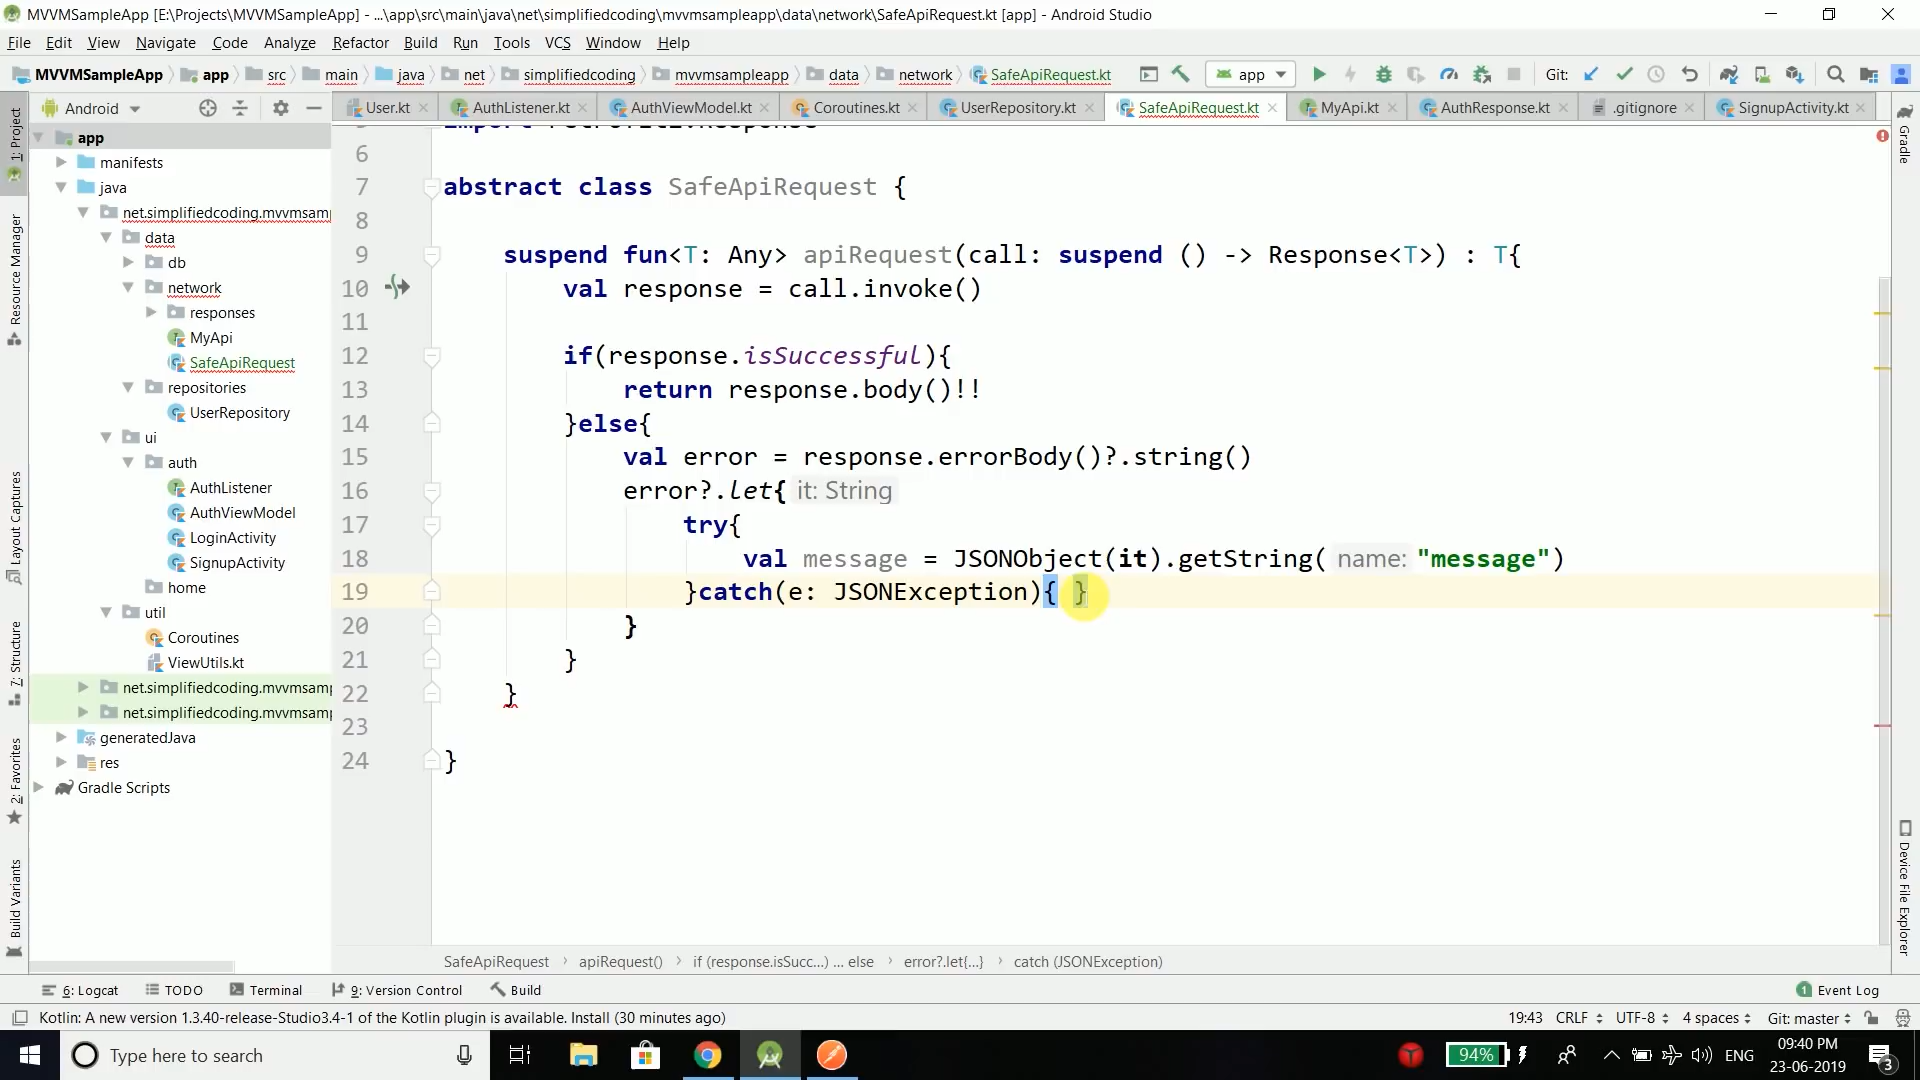 MVVMSampleApp [E:\Projects\MVVMSampleApp] - ...\app\src\main\java\net\simplifiedcoding\mvvmsampleapp\data\network\SafeApiRequest.kt [app] - Android Studio
File Edit View Navigate Code Analyze Refactor Build Run Tools VCS Window Help
MVVMSampleApp app src main java net simplifiedcoding mvvmsampleapp data network SafeApiRequest.kt app Git:
Android User.kt AuthListener.kt AuthViewModel.kt Coroutines.kt UserRepository.kt SafeApiRequest.kt MyApi.kt AuthResponse.kt .gitignore SignupActivity.kt
1: Project
Resource Manager
Layout Captures
7: Structure
2: Favorites
Build Variants
app
manifests
java
net.simplifiedcoding.mvvmsamp
data
db
network
responses
MyApi
SafeApiRequest
repositories
UserRepository
ui
auth
AuthListener
AuthViewModel
LoginActivity
SignupActivity
home
util
Coroutines
ViewUtils.kt
net.simplifiedcoding.mvvmsamp
net.simplifiedcoding.mvvmsamp
generatedJava
res
Gradle Scripts
6
7 abstract class SafeApiRequest {
8
9 suspend fun<T: Any> apiRequest(call: suspend () -> Response<T>) : T{
10 val response = call.invoke()
11
12 if(response.isSuccessful){
13 return response.body()!!
14 }else{
15 val error = response.errorBody()?.string()
16 error?.let{ it: String
17 try{
18 val message = JSONObject(it).getString( name: "message")
19 }catch(e: JSONException){ }
20 }
21 }
22 }
23
24 }
Gradle
Device File Explorer
SafeApiRequest › apiRequest() › if (response.isSucc...) ... else › error?.let{...} › catch (JSONException)
6: Logcat TODO Terminal 9: Version Control Build 1 Event Log
Kotlin: A new version 1.3.40-release-Studio3.4-1 of the Kotlin plugin is available. Install (30 minutes ago) 19:43 CRLF UTF-8 4 spaces Git: master
Type here to search 94% ENG 09:40 PM
23-06-2019 3